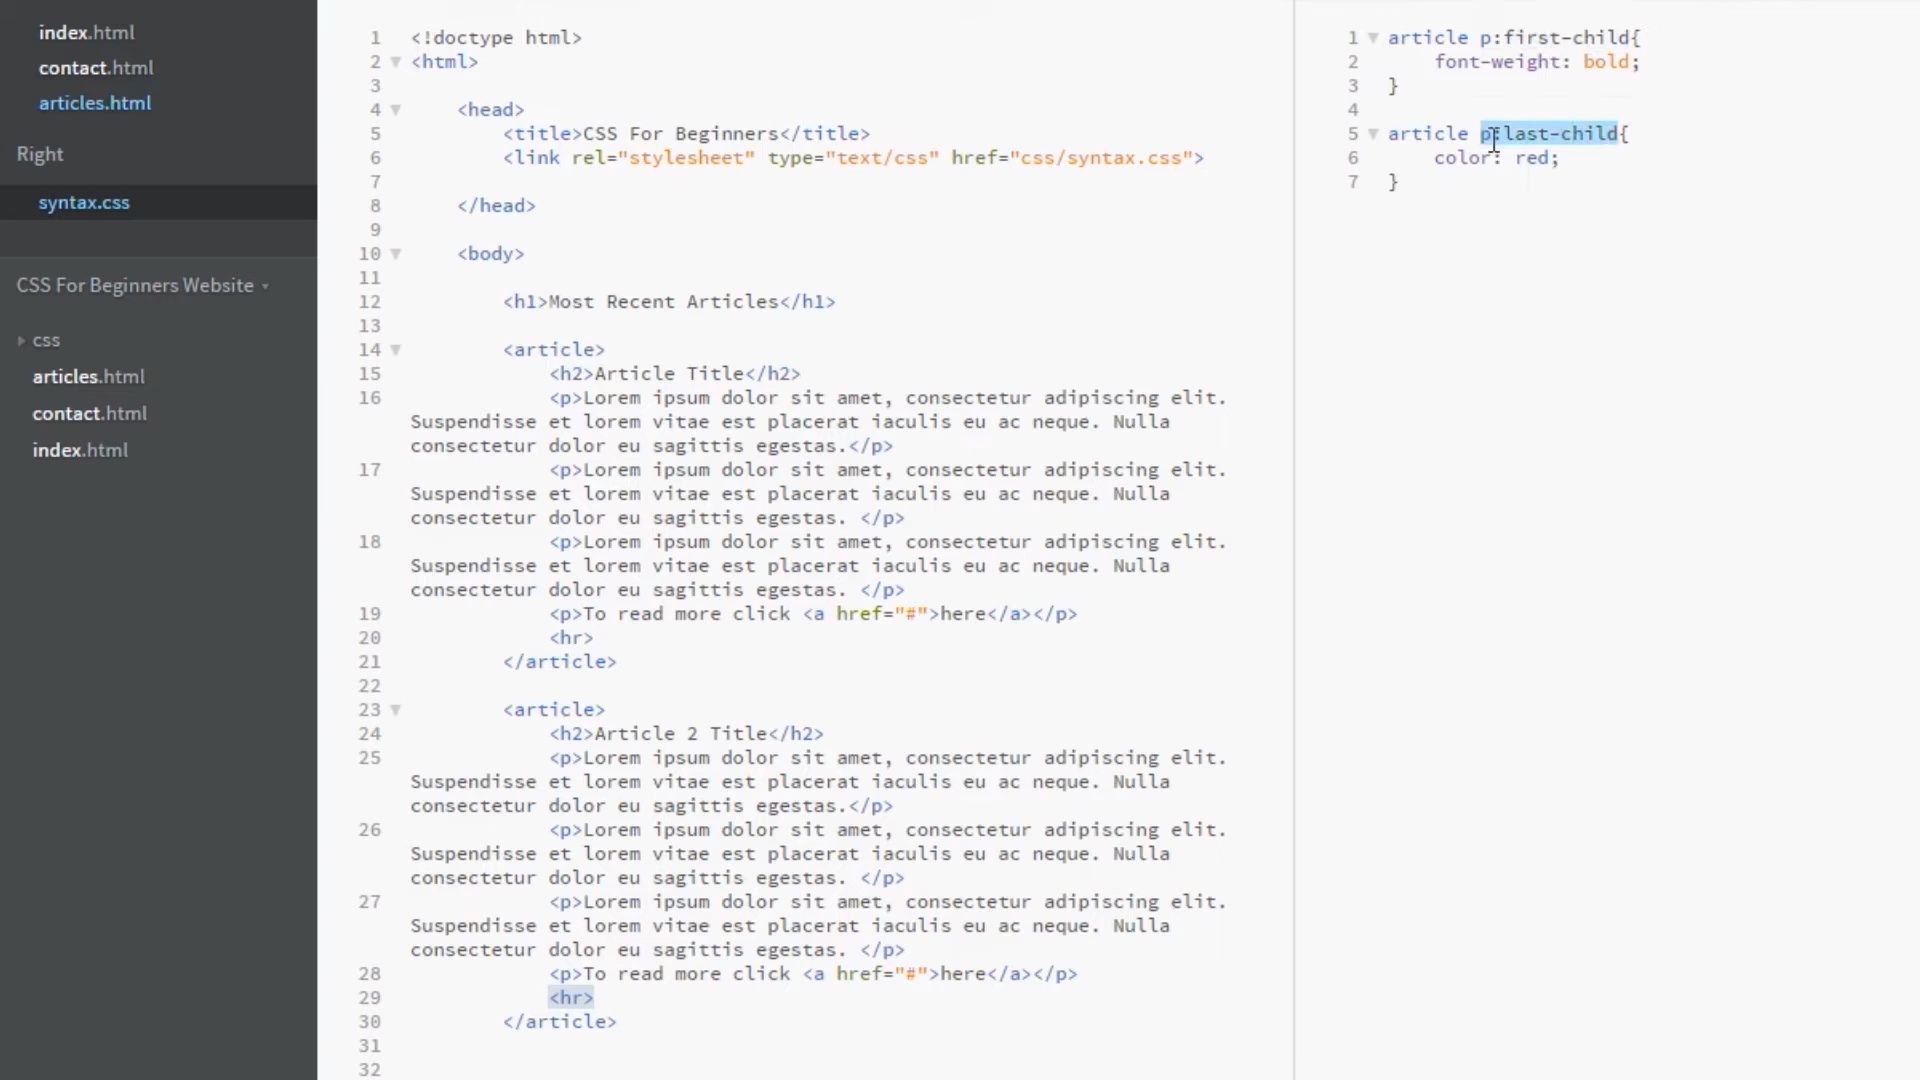 index.html
contact.html
articles.html
Right
syntax.css
CSS For Beginners Website
css
articles.html
contact.html
index.html
1 <!doctype html>
2 <html>
3
4 <head>
5 <title>CSS For Beginners</title>
6 <link rel="stylesheet" type="text/css" href="css/syntax.css">
7
8 </head>
9
10 <body>
11
12 <h1>Most Recent Articles</h1>
13
14 <article>
15 <h2>Article Title</h2>
16 <p>Lorem ipsum dolor sit amet, consectetur adipiscing elit.
Suspendisse et lorem vitae est placerat iaculis eu ac neque. Nulla
consectetur dolor eu sagittis egestas.</p>
17 <p>Lorem ipsum dolor sit amet, consectetur adipiscing elit.
Suspendisse et lorem vitae est placerat iaculis eu ac neque. Nulla
consectetur dolor eu sagittis egestas. </p>
18 <p>Lorem ipsum dolor sit amet, consectetur adipiscing elit.
Suspendisse et lorem vitae est placerat iaculis eu ac neque. Nulla
consectetur dolor eu sagittis egestas. </p>
19 <p>To read more click <a href="#">here</a></p>
20 <hr>
21 </article>
22
23 <article>
24 <h2>Article 2 Title</h2>
25 <p>Lorem ipsum dolor sit amet, consectetur adipiscing elit.
Suspendisse et lorem vitae est placerat iaculis eu ac neque. Nulla
consectetur dolor eu sagittis egestas.</p>
26 <p>Lorem ipsum dolor sit amet, consectetur adipiscing elit.
Suspendisse et lorem vitae est placerat iaculis eu ac neque. Nulla
consectetur dolor eu sagittis egestas. </p>
27 <p>Lorem ipsum dolor sit amet, consectetur adipiscing elit.
Suspendisse et lorem vitae est placerat iaculis eu ac neque. Nulla
consectetur dolor eu sagittis egestas. </p>
28 <p>To read more click <a href="#">here</a></p>
29 <hr>
30 </article>
31
32
1 article p:first-child{
2 font-weight: bold;
3 }
4
5 article p:last-child{
6 color: red;
7 }